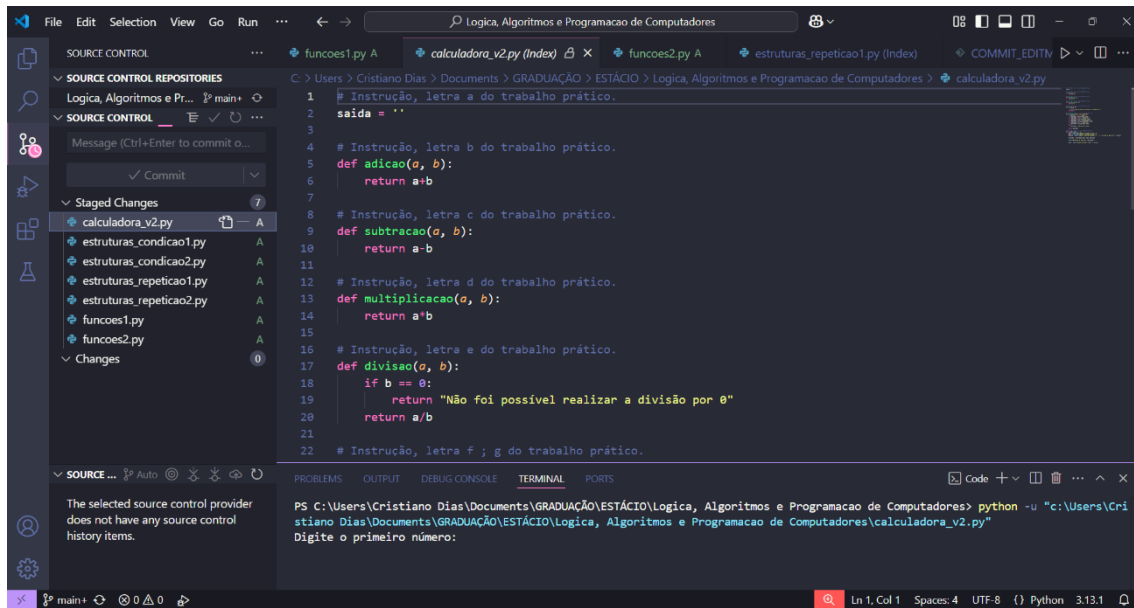 File Edit Selection View Go Run ··· ← → Logica, Algoritmos e Programacao de Computadores
SOURCE CONTROL ···
SOURCE CONTROL REPOSITORIES
Logica, Algoritmos e Pr... main+
SOURCE CONTROL ···
Message (Ctrl+Enter to commit o...
✓ Commit
Staged Changes 7
calculadora_v2.py A
estruturas_condicao1.py A
estruturas_condicao2.py A
estruturas_repeticao1.py A
estruturas_repeticao2.py A
funcoes1.py A
funcoes2.py A
Changes 0
SOURCE ... Auto
The selected source control provider
does not have any source control
history items.
funcoes1.py A calculadora_v2.py (Index) × funcoes2.py A estruturas_repeticao1.py (Index) COMMIT_EDITM ···
C: > Users > Cristiano Dias > Documents > GRADUAÇÃO > ESTÁCIO > Logica, Algoritmos e Programacao de Computadores > calculadora_v2.py
1 # Instrução, letra a do trabalho prático.
2 saida = ''
3
4 # Instrução, letra b do trabalho prático.
5 def adicao(a, b):
6 return a+b
7
8 # Instrução, letra c do trabalho prático.
9 def subtracao(a, b):
10 return a-b
11
12 # Instrução, letra d do trabalho prático.
13 def multiplicacao(a, b):
14 return a*b
15
16 # Instrução, letra e do trabalho prático.
17 def divisao(a, b):
18 if b == 0:
19 return "Não foi possível realizar a divisão por 0"
20 return a/b
21
22 # Instrução, letra f ; g do trabalho prático.
PROBLEMS OUTPUT DEBUG CONSOLE TERMINAL PORTS Code + ··· ×
PS C:\Users\Cristiano Dias\Documents\GRADUAÇÃO\ESTÁCIO\Logica, Algoritmos e Programacao de Computadores> python -u "c:\Users\Cri
stiano Dias\Documents\GRADUAÇÃO\ESTÁCIO\Logica, Algoritmos e Programacao de Computadores\calculadora_v2.py"
Digite o primeiro número:
main+ 0 0 Ln 1, Col 1 Spaces: 4 UTF-8 {} Python 3.13.1